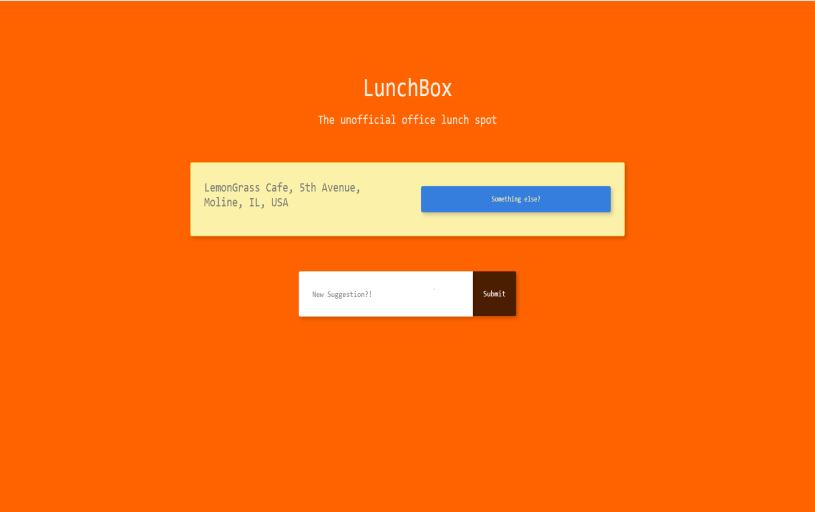 LunchBox
The unofficial office lunch spot
LemonGrass Cafe, 5th Avenue,
Moline, IL, USA
Something else?
New Suggestion?!
Submit